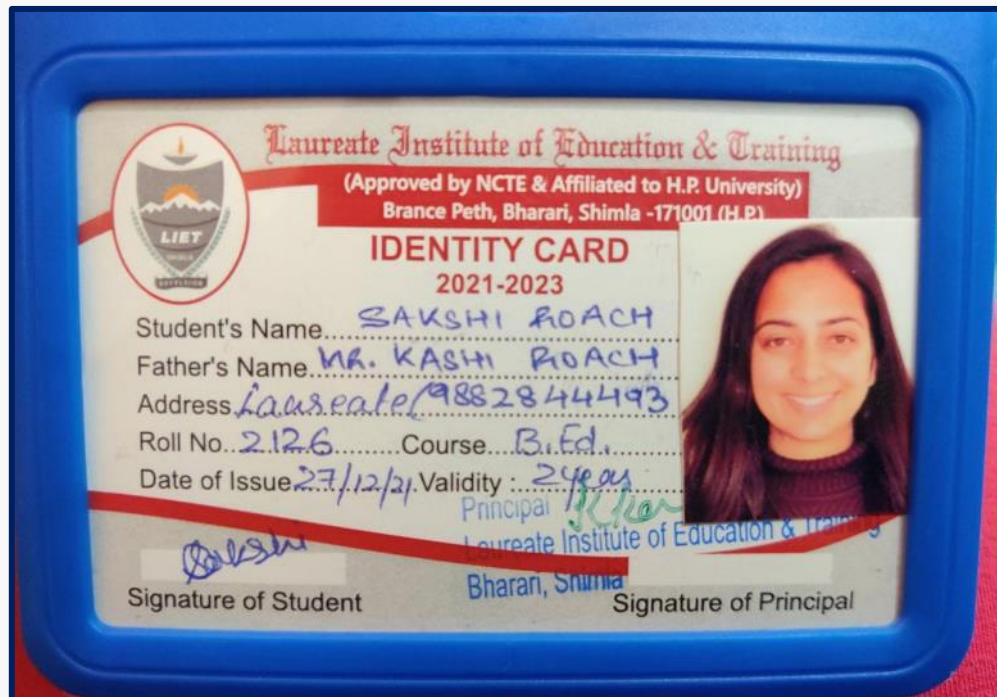 Laureate Institute of Education & Training
(Approved by NCTE & Affiliated to H.P. University)
Brance Peth, Bharari, Shimla -171001 (H.P.)
LIET
SHIMLA
IDENTITY CARD
2021-2023
Student's Name SAKSHI ROACH
Father's Name MR. KASHI ROACH
Address Laureate (9882844493
Roll No. 2126 Course B.Ed.
Date of Issue 27/12/21 Validity : 2 year
Principal
Laureate Institute of Education & Training
Bharari, Shimla
Sakshi
Signature of Student
Signature of Principal